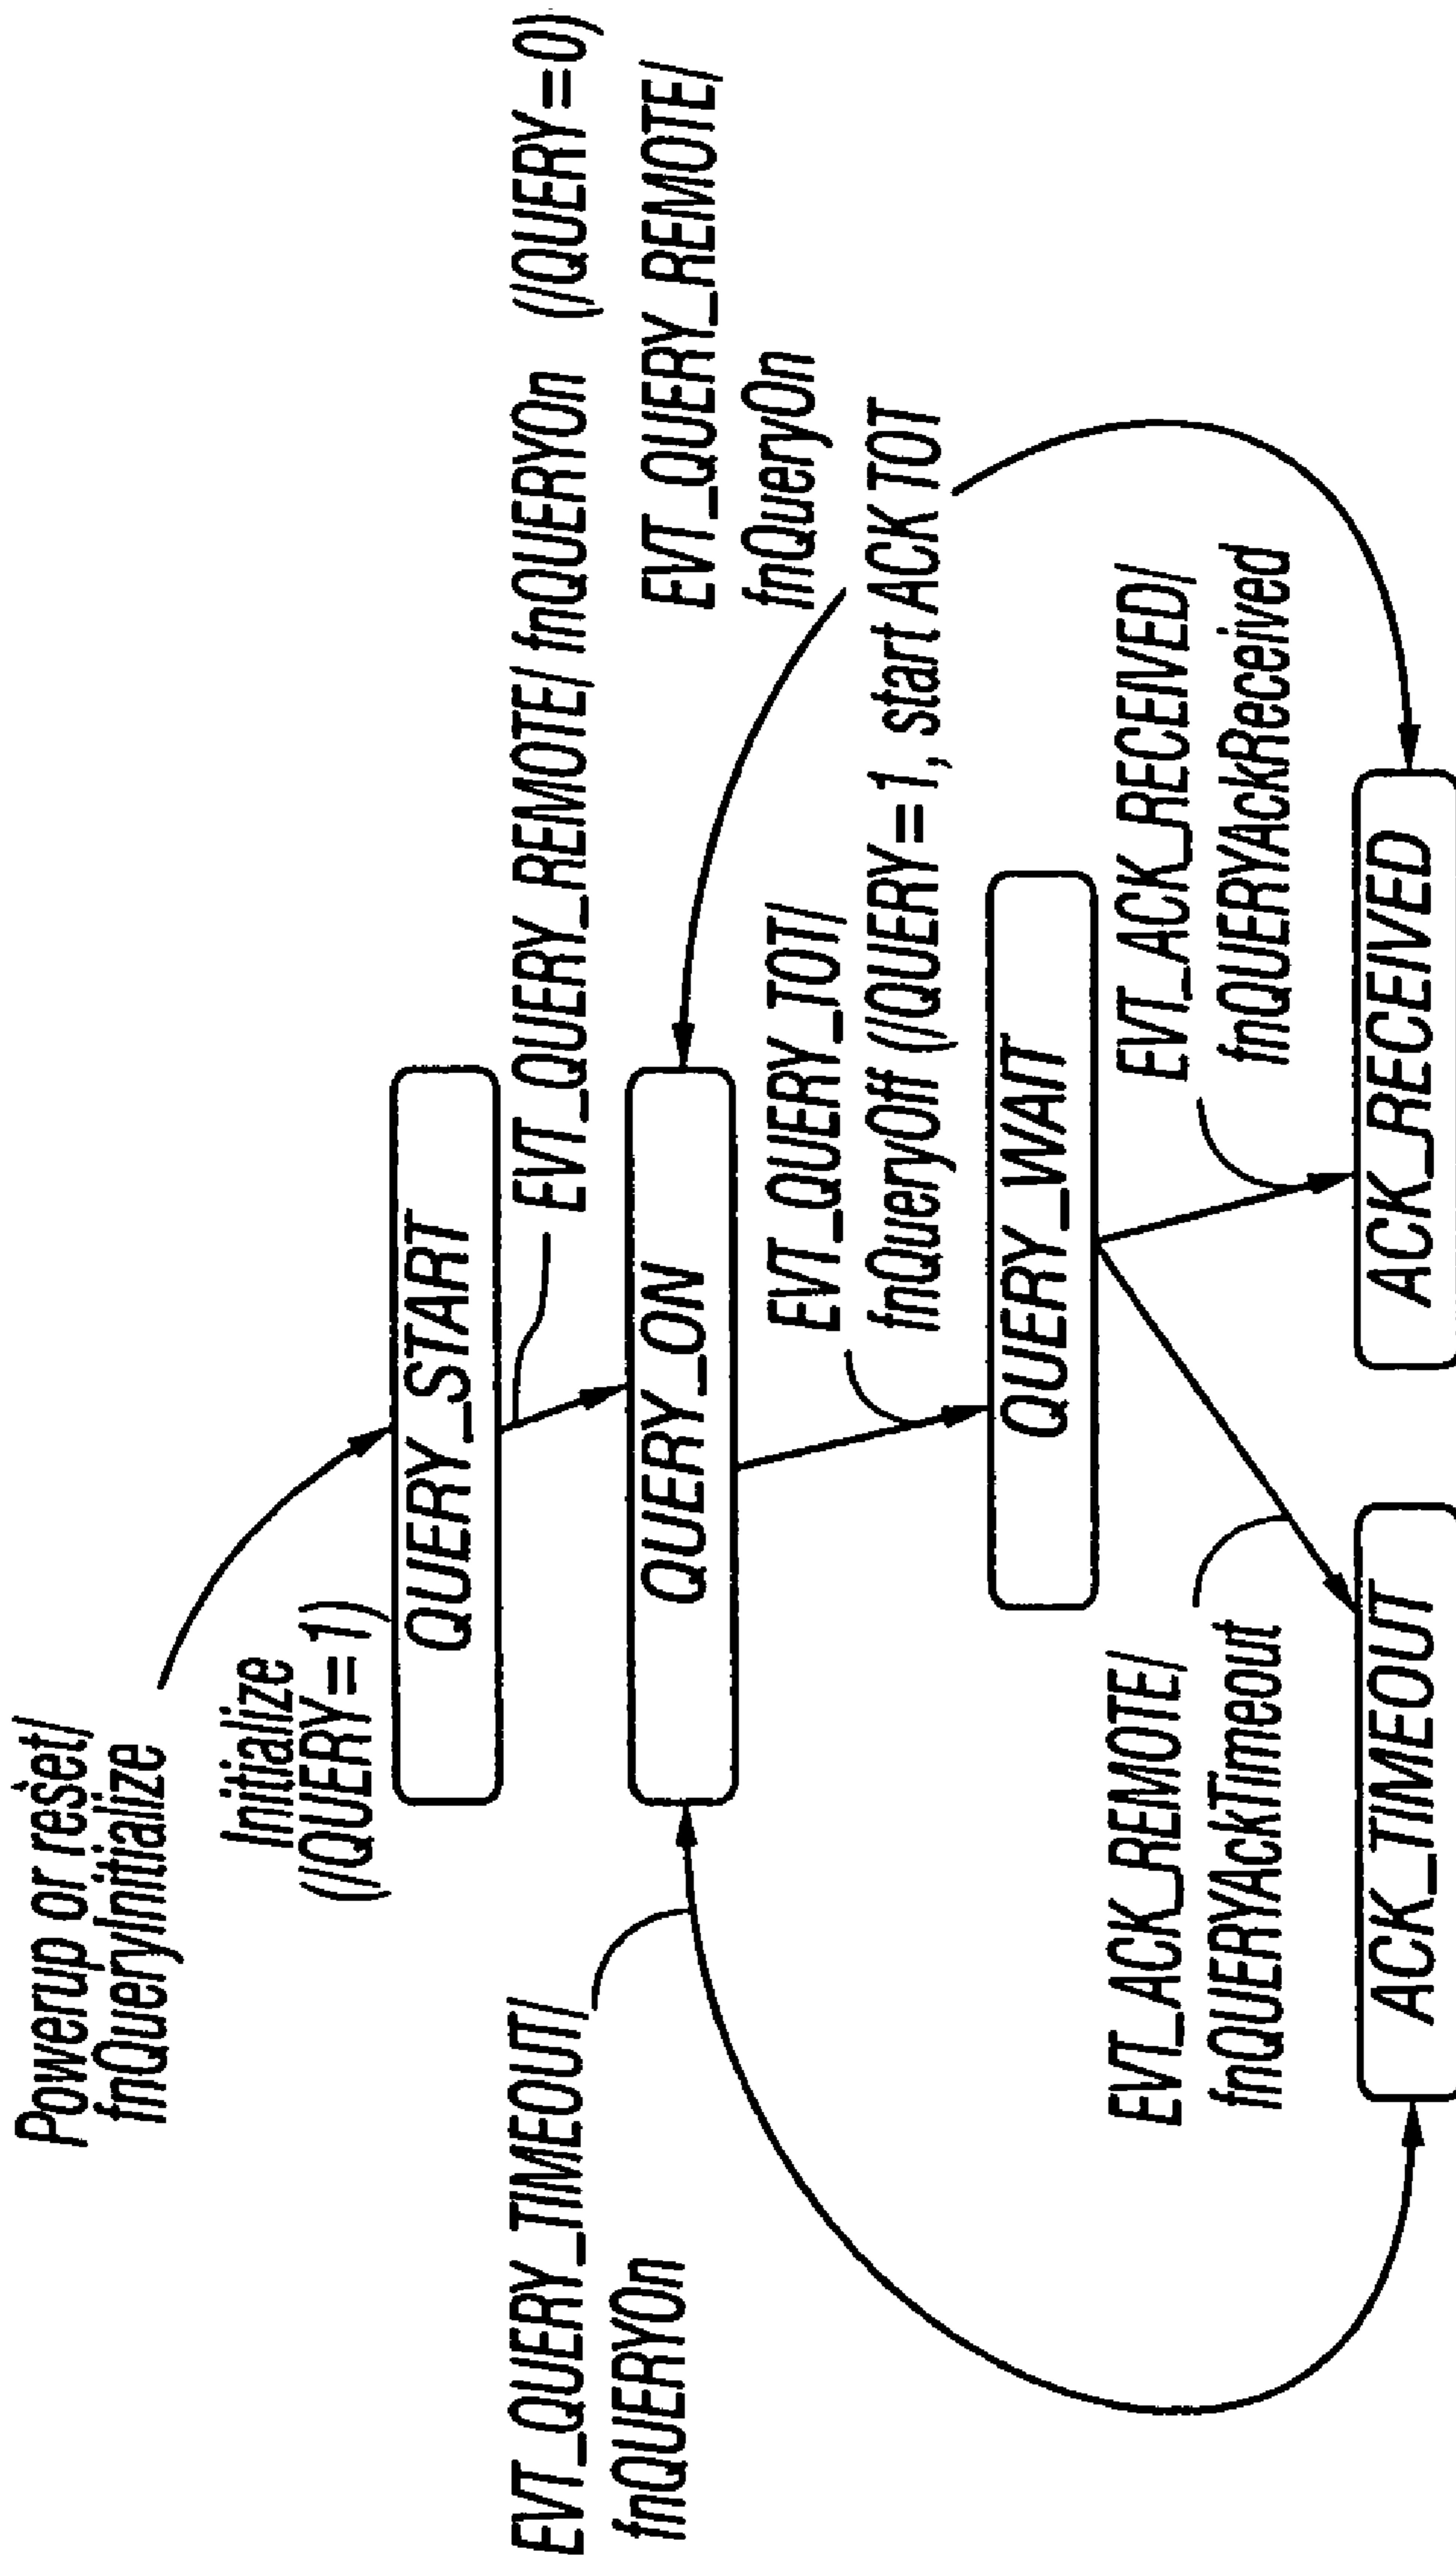 Powerup or reset/
fnQueryInitialize
Initialize
(/QUERY=1)
QUERY_START
EVT_QUERY_REMOTE/ fnQUERYOn (/QUERY=0)
EVT_QUERY_TIMEOUT/
fnQUERYOn
QUERY_ON
EVT_QUERY_REMOTE/
fnQueryOn
EVT_QUERY_TOT/
fnQueryOff (/QUERY=1, start ACK TOT
QUERY_WAIT
EVT_ACK_REMOTE/
fnQUERYAckTimeout
EVT_ACK_RECEIVED/
fnQUERYAckReceived
ACK_TIMEOUT
ACK_RECEIVED